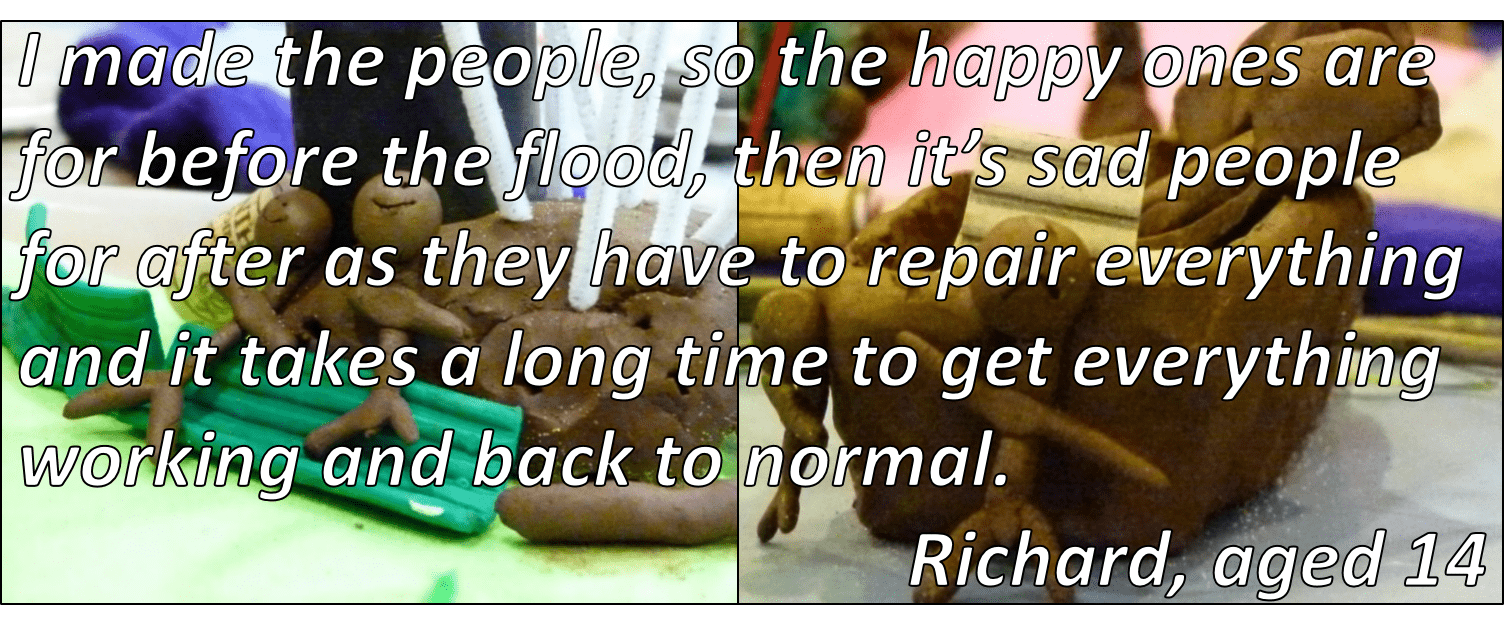 I made the people, so the happy ones are
for before the flood, then it’s sad people
for after as they have to repair everything
and it takes a long time to get everything
working and back to normal.
Richard, aged 14